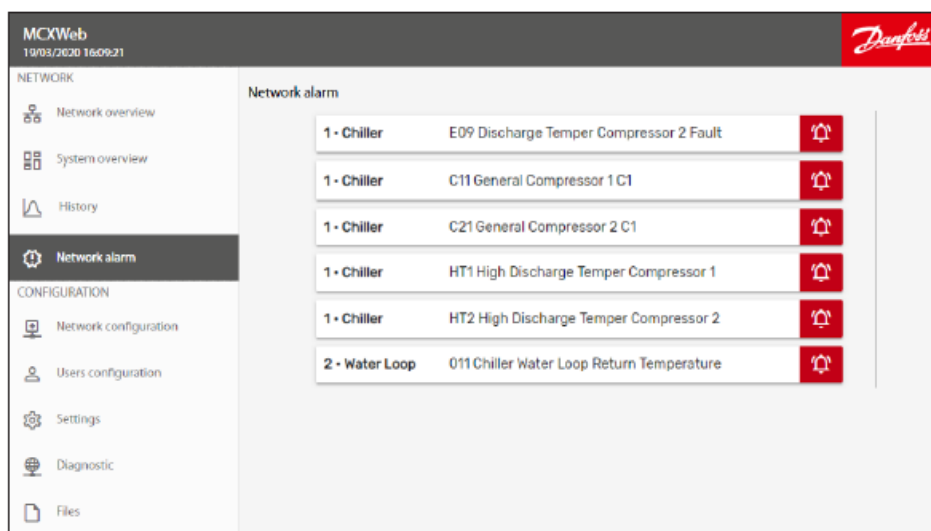 MCXWeb
19/03/2020 16:09:21
Danfoss
NETWORK
Network overview
System overview
History
Network alarm
CONFIGURATION
Network configuration
Users configuration
Settings
Diagnostic
Files
Network alarm
1 - Chiller E09 Discharge Temper Compressor 2 Fault
1 - Chiller C11 General Compressor 1 C1
1 - Chiller C21 General Compressor 2 C1
1 - Chiller HT1 High Discharge Temper Compressor 1
1 - Chiller HT2 High Discharge Temper Compressor 2
2 - Water Loop 011 Chiller Water Loop Return Temperature